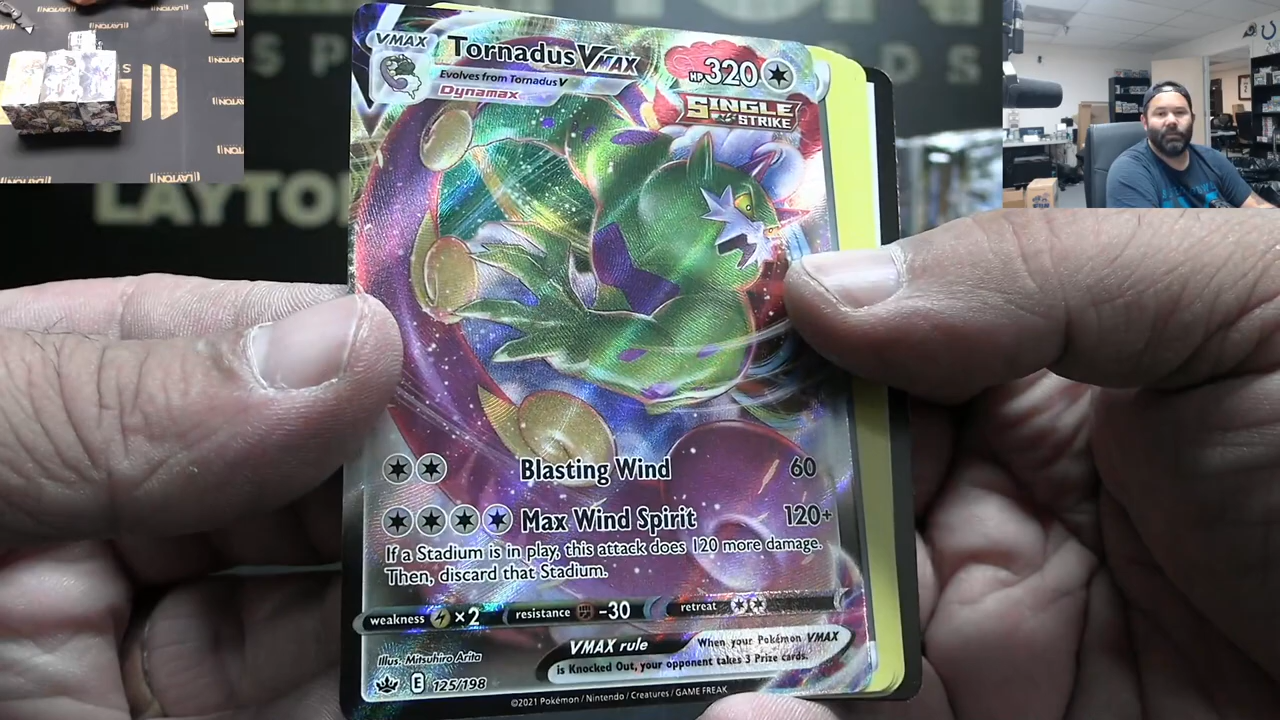 VMAX
Tornadus VMAX
Evolves from Tornadus V
Dynamax
HP 320
SINGLE STRIKE
Blasting Wind 60
Max Wind Spirit 120+
If a Stadium is in play, this attack does 120 more damage.
Then, discard that Stadium.
weakness ×2 resistance -30 retreat
VMAX rule When your Pokémon VMAX
is Knocked Out, your opponent takes 3 Prize cards.
Illus. Mitsuhiro Arita
E 125/198
©2021 Pokémon / Nintendo / Creatures / GAME FREAK
LAYTON